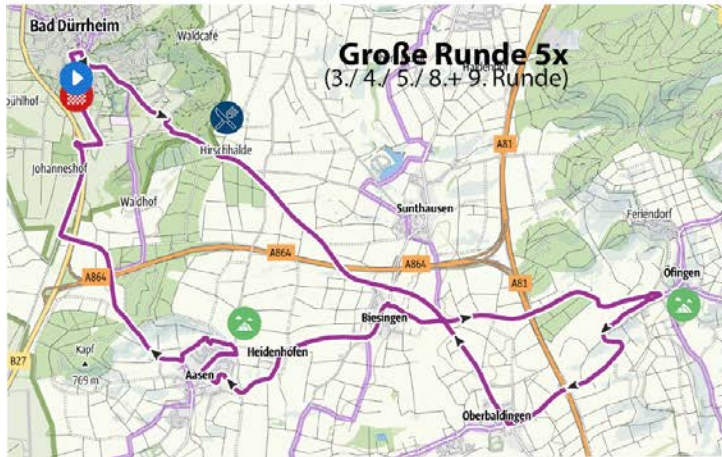 Bad Dürrheim
Waldcafe
Große Runde 5x
(3./ 4./ 5./ 8.+ 9. Runde)
Hirschhalde
A81
Johanneshof
Waldhof
Sunthausen
Feriendorf
A864
A864
A864
A81
Öfingen
Biesingen
B27
Kapf
769 m
Heidenhöfen
Aasen
Oberbaldingen